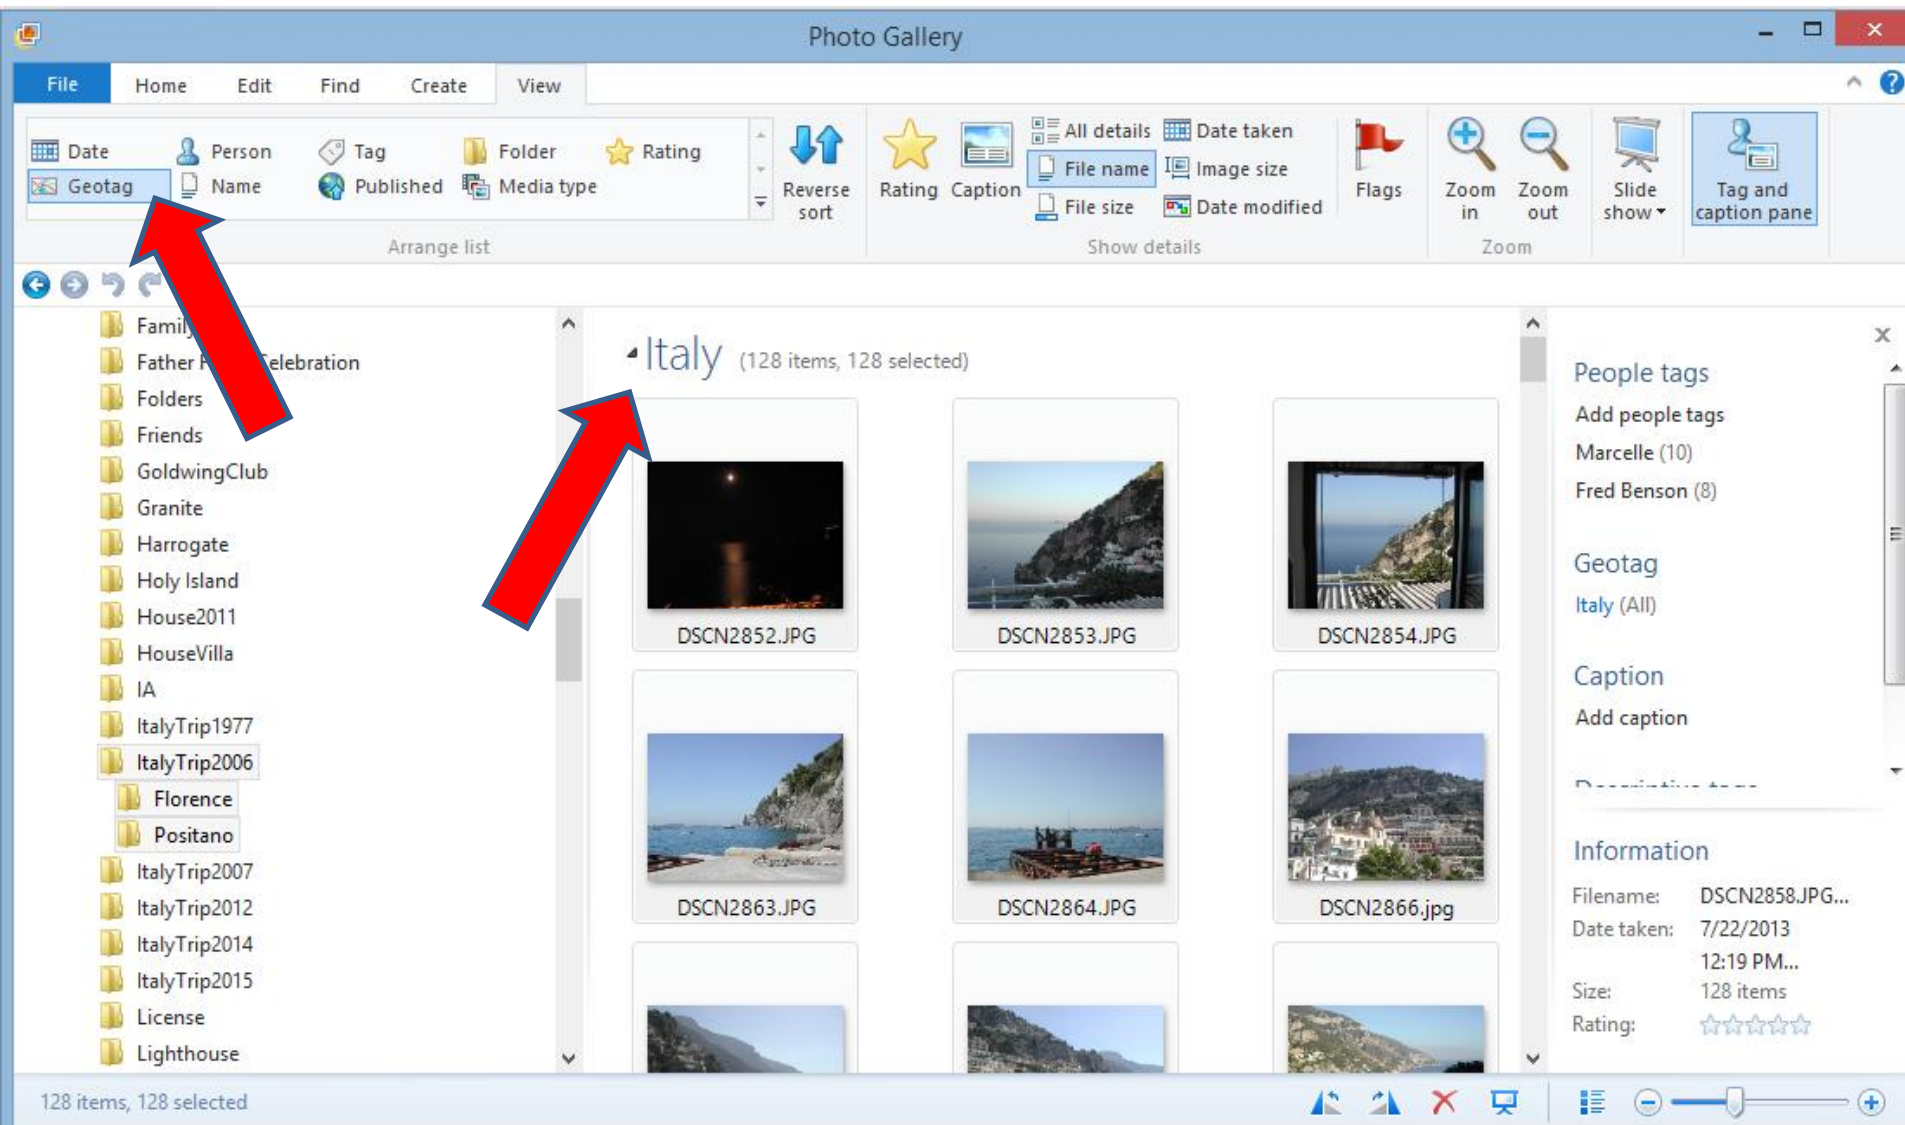 Photo Gallery
File Home Edit Find Create View
Date Person Tag Folder Rating
Geotag Name Published Media type
Reverse sort
Arrange list
Rating Caption
All details Date taken
File name Image size
File size Date modified
Show details
Flags
Zoom in
Zoom out
Zoom
Slide show
Tag and caption pane
Family
Father elebration
Folders
Friends
GoldwingClub
Granite
Harrogate
Holy Island
House2011
HouseVilla
IA
ItalyTrip1977
ItalyTrip2006
Florence
Positano
ItalyTrip2007
ItalyTrip2012
ItalyTrip2014
ItalyTrip2015
License
Lighthouse
Italy (128 items, 128 selected)
DSCN2852.JPG DSCN2853.JPG DSCN2854.JPG
DSCN2863.JPG DSCN2864.JPG DSCN2866.jpg
People tags
Add people tags
Marcelle (10)
Fred Benson (8)
Geotag
Italy (All)
Caption
Add caption
Descriptive tags
Information
Filename: DSCN2858.JPG...
Date taken: 7/22/2013
12:19 PM...
Size: 128 items
Rating:
128 items, 128 selected